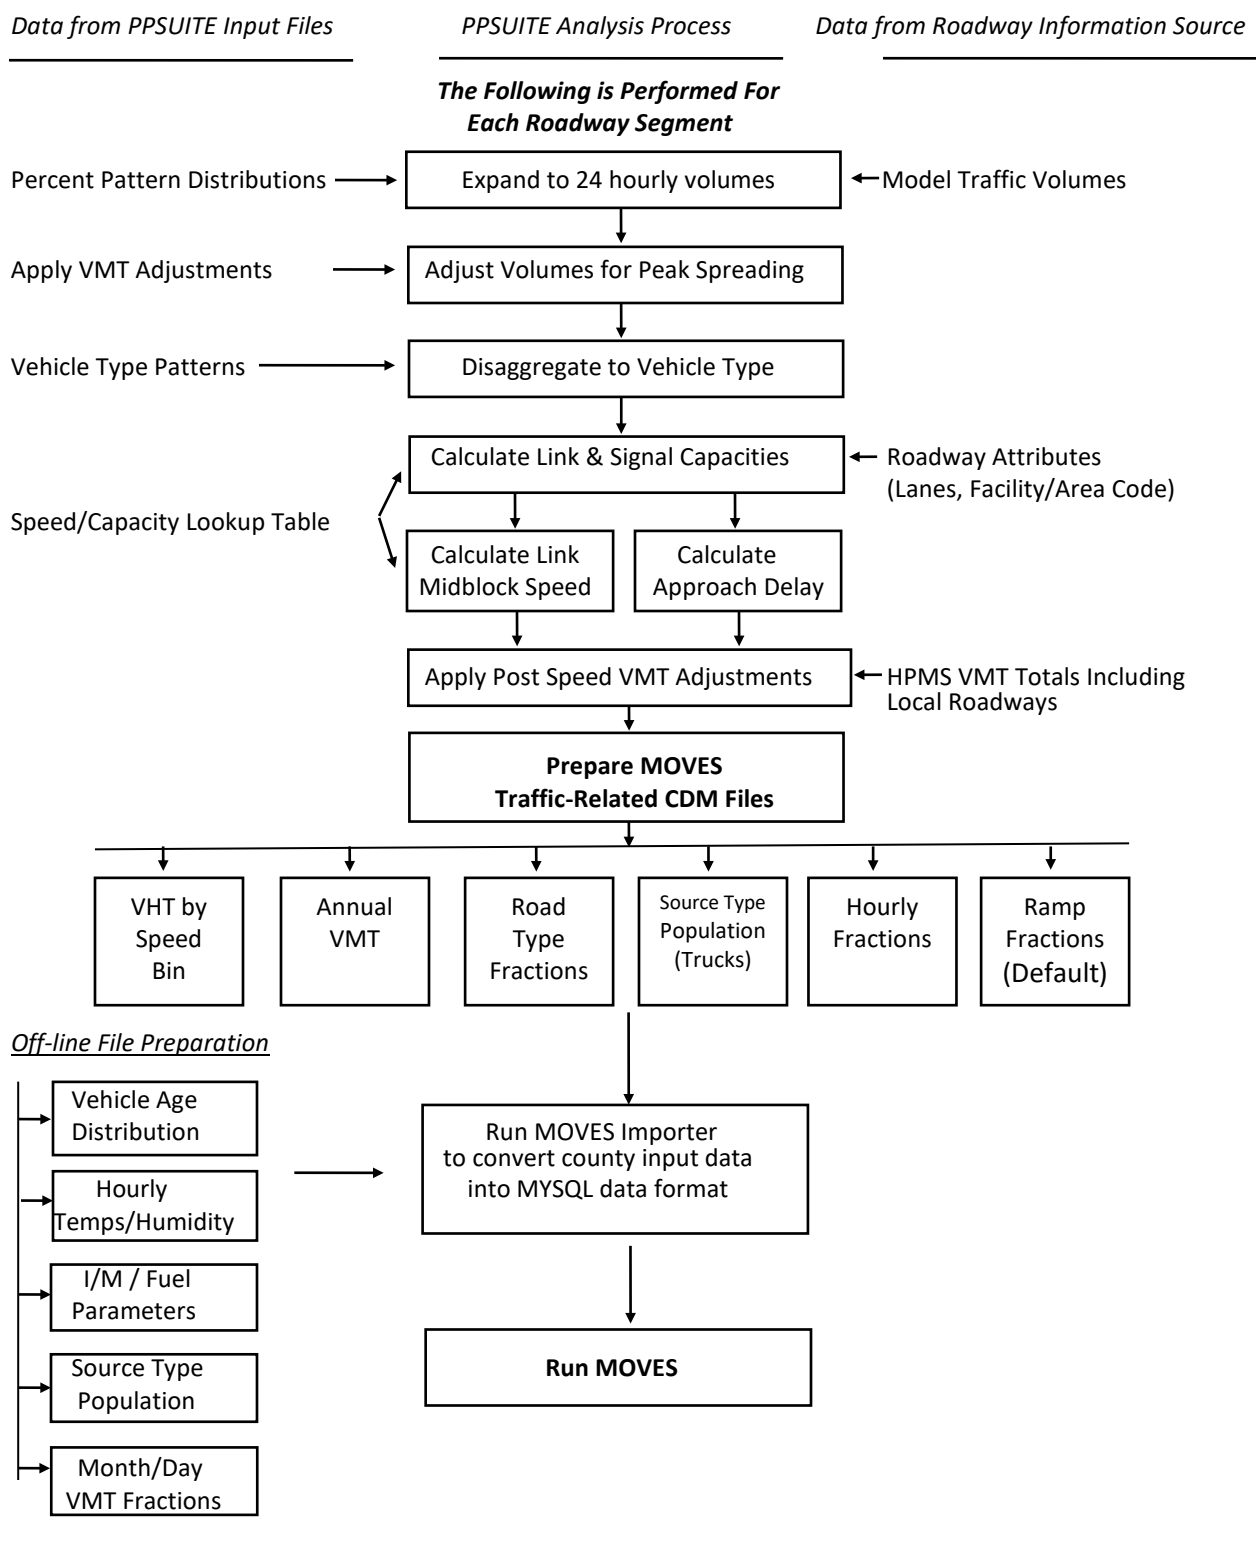 Data from PPSUITE Input Files
PPSUITE Analysis Process
Data from Roadway Information Source
The Following is Performed For
Each Roadway Segment
Percent Pattern Distributions
Expand to 24 hourly volumes
Model Traffic Volumes
Apply VMT Adjustments
Adjust Volumes for Peak Spreading
Vehicle Type Patterns
Disaggregate to Vehicle Type
Calculate Link & Signal Capacities
Roadway Attributes
(Lanes, Facility/Area Code)
Speed/Capacity Lookup Table
Calculate Link
Midblock Speed
Calculate
Approach Delay
Apply Post Speed VMT Adjustments
HPMS VMT Totals Including
Local Roadways
Prepare MOVES
Traffic-Related CDM Files
VHT by
Speed
Bin
Annual
VMT
Road
Type
Fractions
Source Type
Population
(Trucks)
Hourly
Fractions
Ramp
Fractions
(Default)
Off-line File Preparation
Vehicle Age
Distribution
Hourly
Temps/Humidity
I/M / Fuel
Parameters
Source Type
Population
Month/Day
VMT Fractions
Run MOVES Importer
to convert county input data
into MYSQL data format
Run MOVES